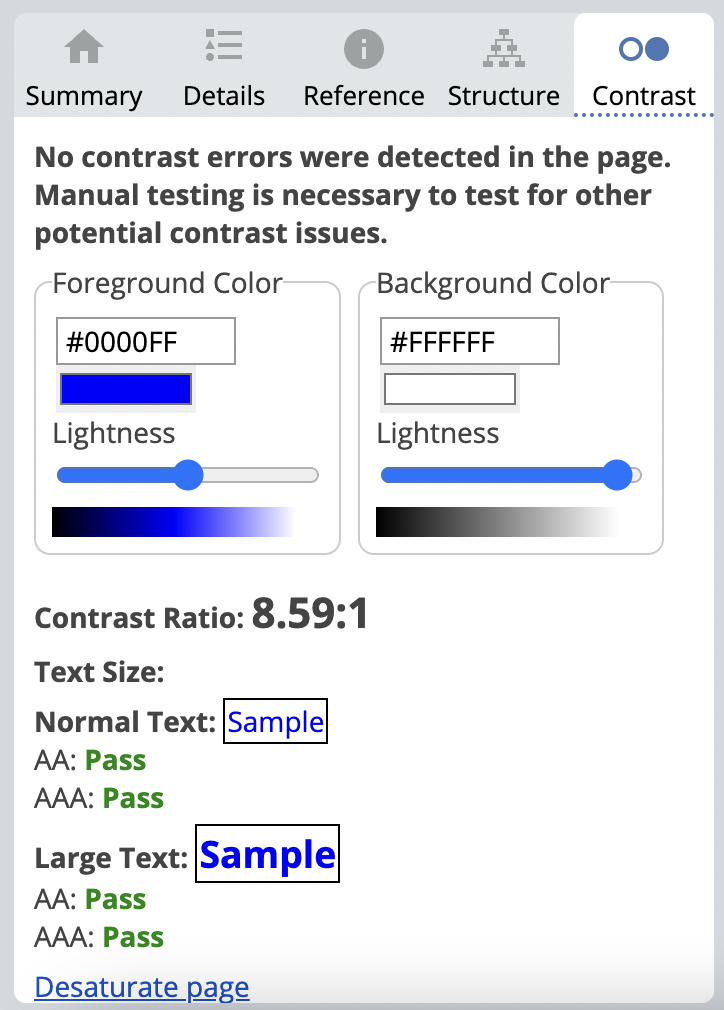 Summary Details Reference Structure Contrast
No contrast errors were detected in the page.
Manual testing is necessary to test for other
potential contrast issues.
Foreground Color
#0000FF
Lightness
Background Color
#FFFFFF
Lightness
Contrast Ratio: 8.59:1
Text Size:
Normal Text: Sample
AA: Pass
AAA: Pass
Large Text: Sample
AA: Pass
AAA: Pass
Desaturate page